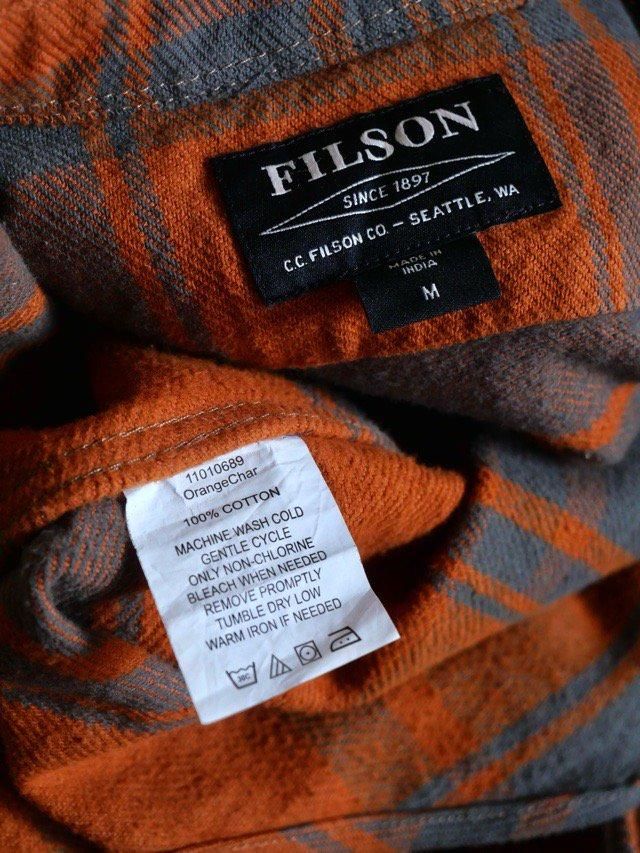 FILSON
SINCE 1897
C.C. FILSON CO. – SEATTLE, WA
MADE IN
INDIA
M
11010689
OrangeChar
100% COTTON
MACHINE WASH COLD
GENTLE CYCLE
ONLY NON-CHLORINE
BLEACH WHEN NEEDED
REMOVE PROMPTLY
TUMBLE DRY LOW
WARM IRON IF NEEDED
30C